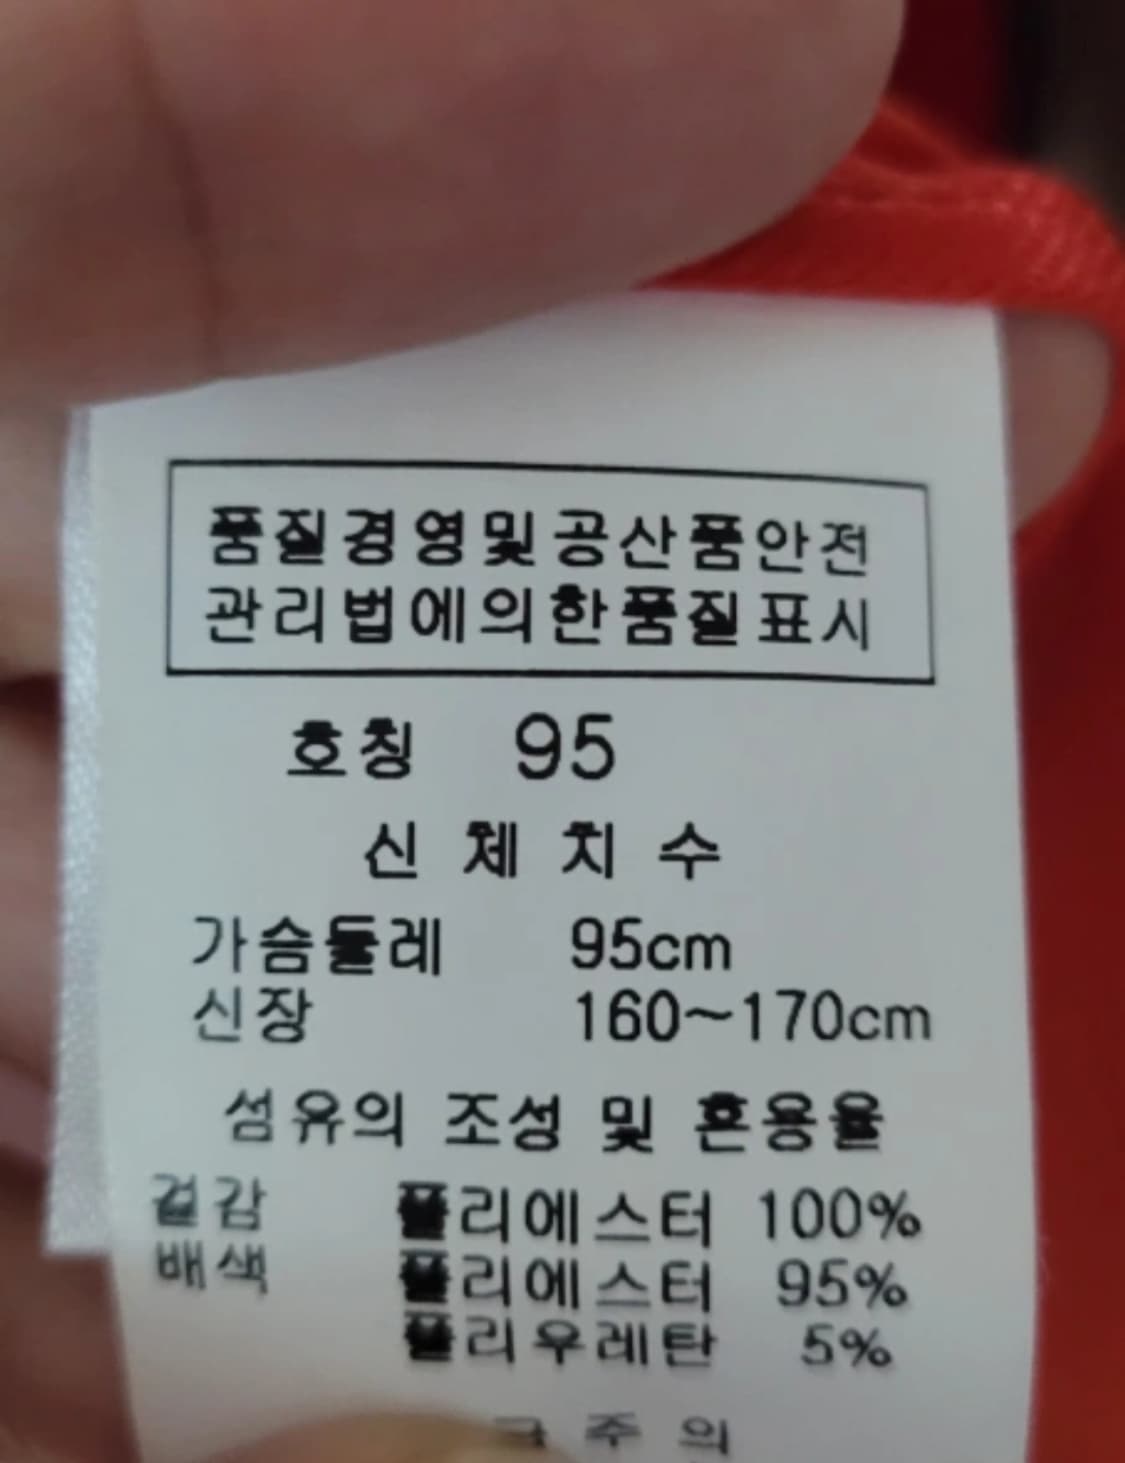 품질경영및공산품안전
관리법에의한품질표시
호칭 95
신체치수
가슴둘레 95cm
신장 160~170cm
섬유의 조성 및 혼용율
겉감 폴리에스터 100%
배색 폴리에스터 95%
폴리우레탄 5%
주의